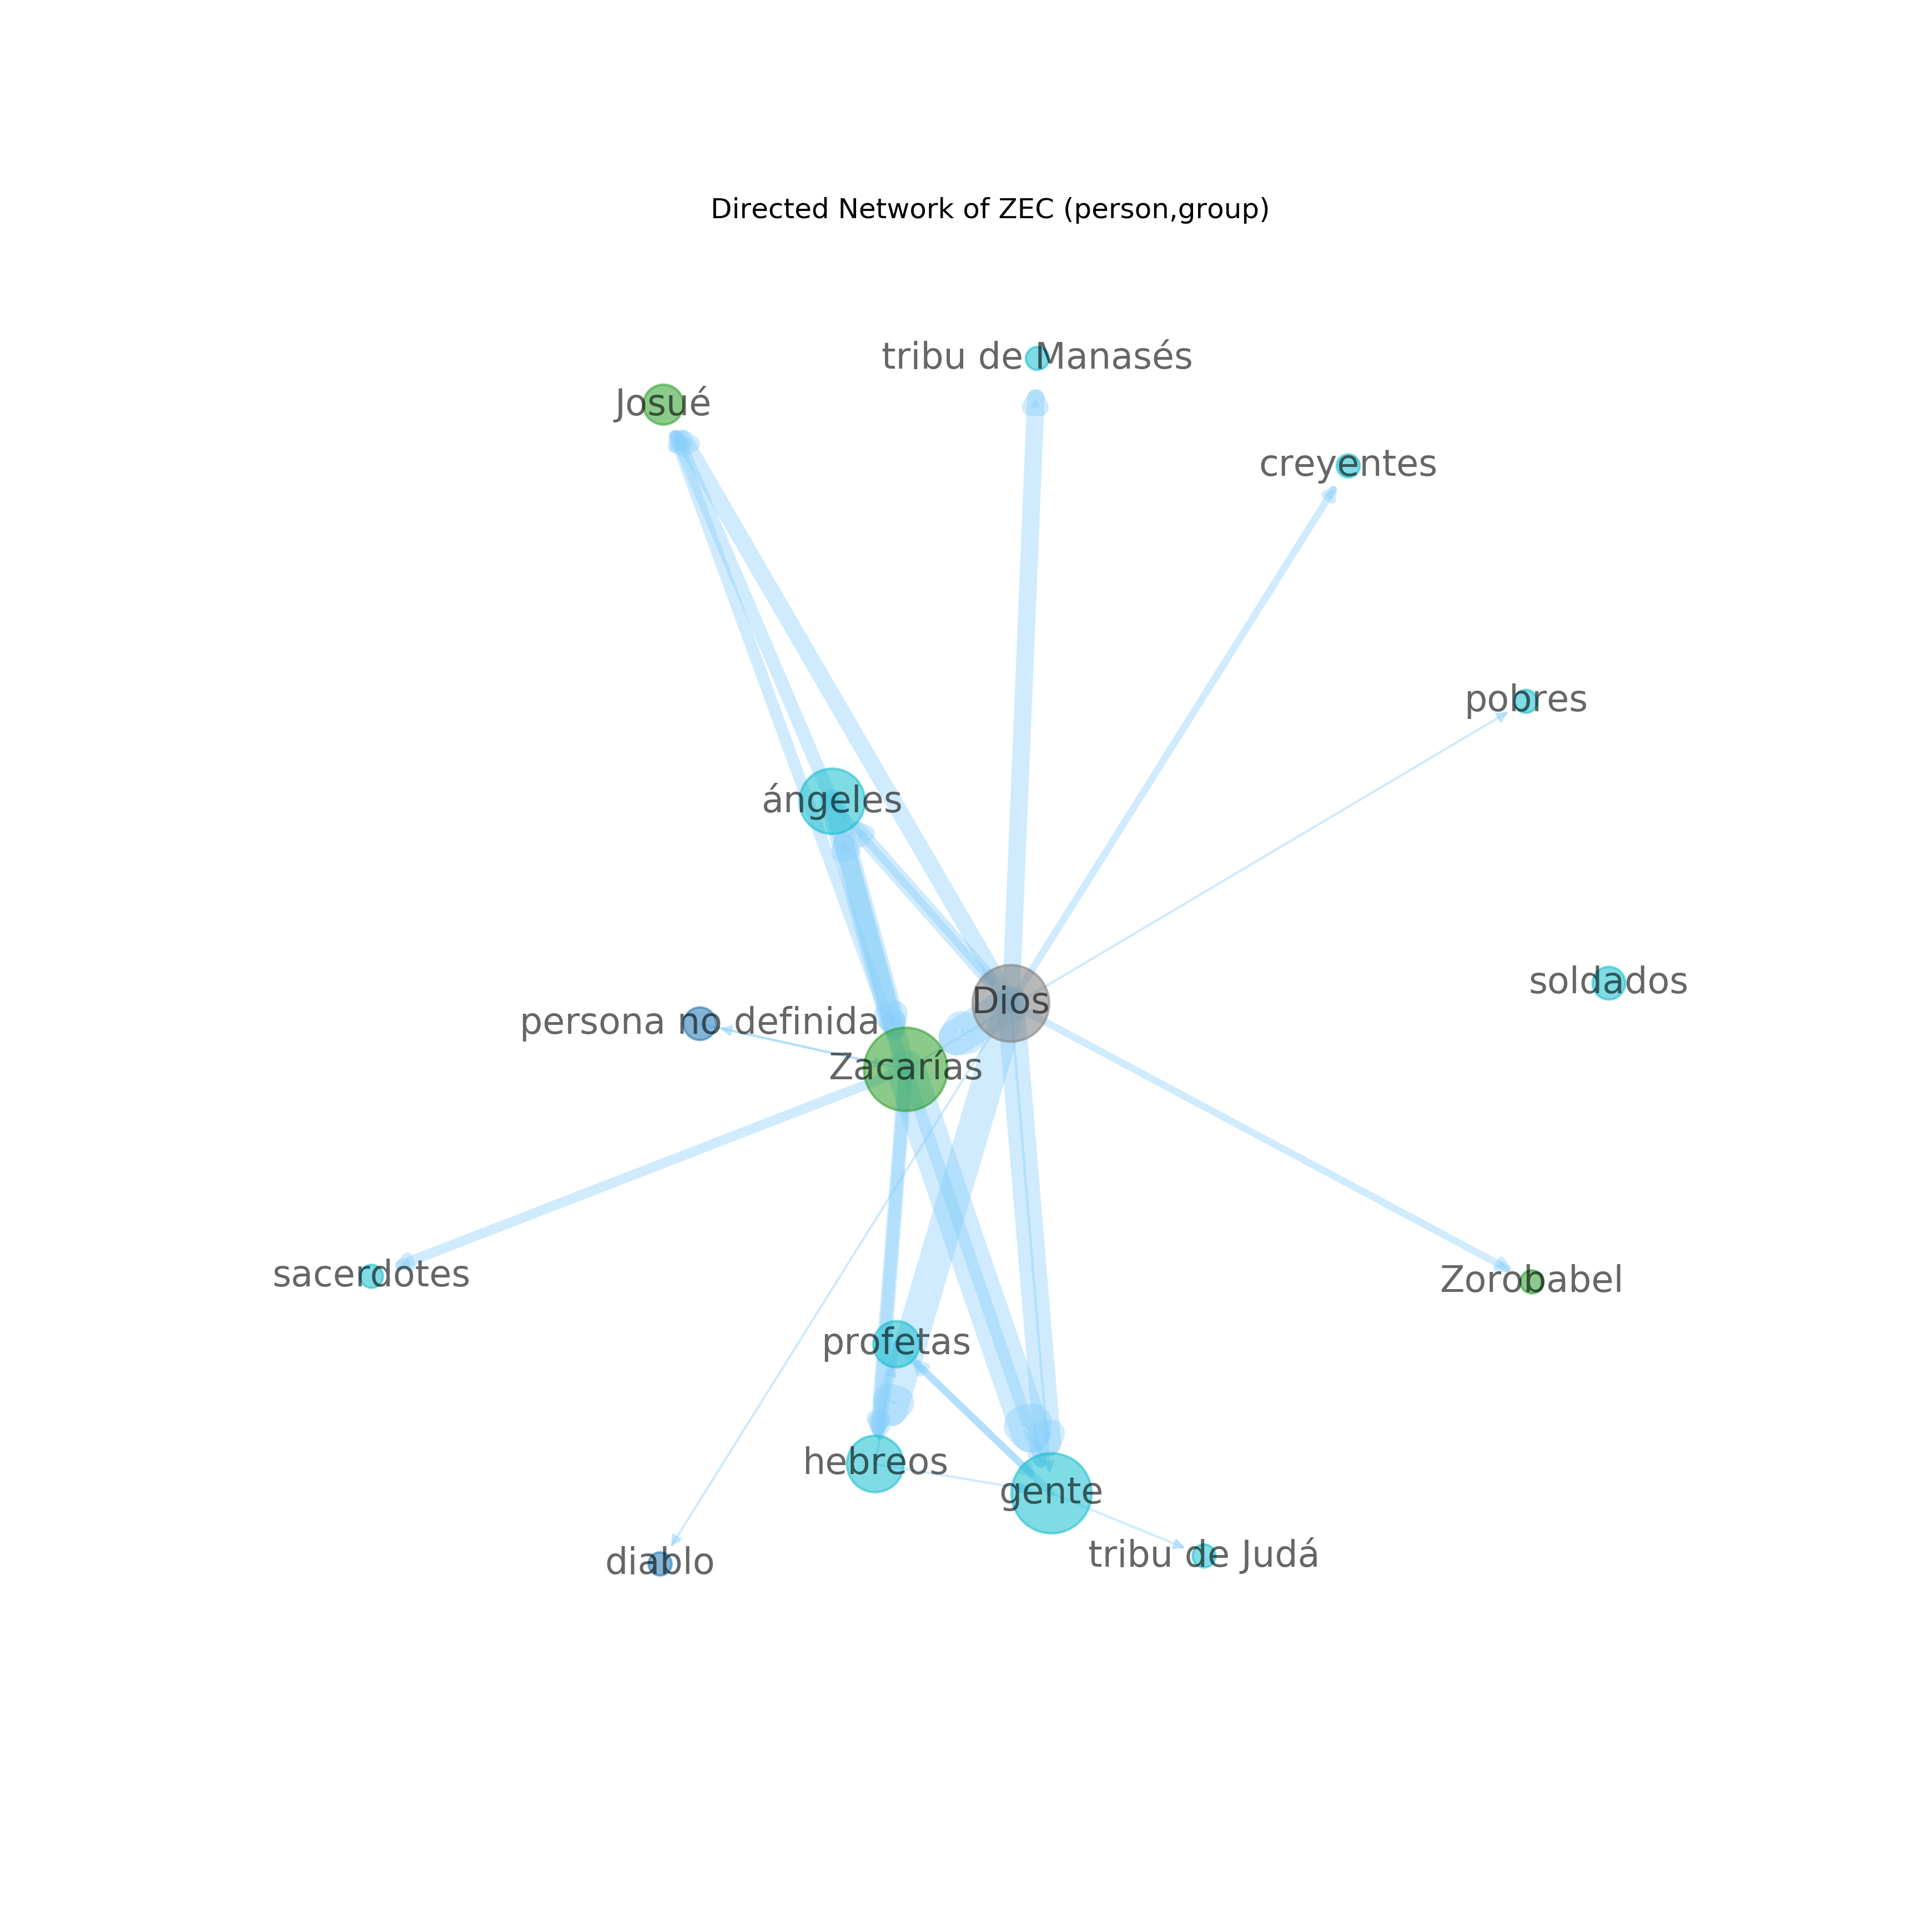 Directed Network of ZEC (person,group)
tribu de Manasés
Josué
creyentes
pobres
ángeles
soldados
Dios
persona no definida
Zacarías
sacerdotes
Zorobabel
profetas
hebreos
gente
tribu de Judá
diablo